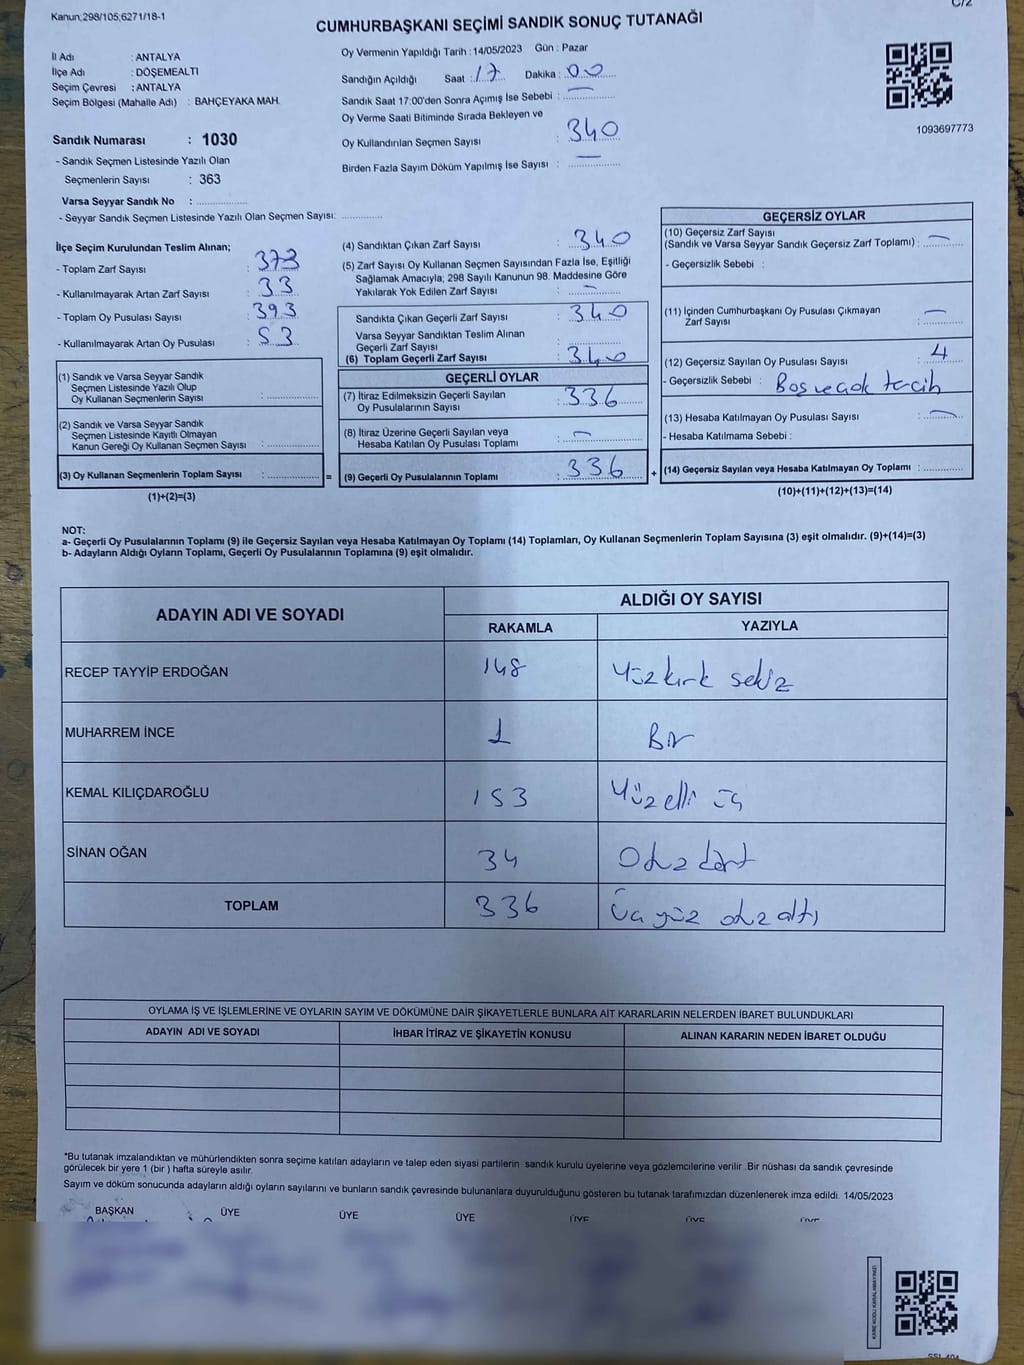 Kanun;298/105;6271/18-1
C/2
CUMHURBAŞKANI SEÇİMİ SANDIK SONUÇ TUTANAĞI
İl Adı : ANTALYA
İlçe Adı : DÖŞEMEALTI
Seçim Çevresi : ANTALYA
Seçim Bölgesi (Mahalle Adı) : BAHÇEYAKA MAH.
Sandık Numarası : 1030
- Sandık Seçmen Listesinde Yazılı Olan
Seçmenlerin Sayısı : 363
Varsa Seyyar Sandık No :
- Seyyar Sandık Seçmen Listesinde Yazılı Olan Seçmen Sayısı:
Oy Vermenin Yapıldığı Tarih : 14/05/2023 Gün : Pazar
Sandığın Açıldığı Saat : 17 Dakika : 00
Sandık Saat 17:00'den Sonra Açımış İse Sebebi : —
Oy Verme Saati Bitiminde Sırada Bekleyen ve
Oy Kullandırılan Seçmen Sayısı : 340
Birden Fazla Sayım Döküm Yapılmış İse Sayısı : —
1093697773
İlçe Seçim Kurulundan Teslim Alınan;
- Toplam Zarf Sayısı : 373
- Kullanılmayarak Artan Zarf Sayısı : 33
- Toplam Oy Pusulası Sayısı : 393
- Kullanılmayarak Artan Oy Pusulası : 53
(1) Sandık ve Varsa Seyyar Sandık
Seçmen Listesinde Yazılı Olup
Oy Kullanan Seçmenlerin Sayısı :
(2) Sandık ve Varsa Seyyar Sandık
Seçmen Listesinde Kayıtlı Olmayan
Kanun Gereği Oy Kullanan Seçmen Sayısı :
(3) Oy Kullanan Seçmenlerin Toplam Sayısı : =
(1)+(2)=(3)
(4) Sandıktan Çıkan Zarf Sayısı : 340
(5) Zarf Sayısı Oy Kullanan Seçmen Sayısından Fazla İse, Eşitliği
Sağlamak Amacıyla; 298 Sayılı Kanunun 98. Maddesine Göre
Yakılarak Yok Edilen Zarf Sayısı : —
Sandıkta Çıkan Geçerli Zarf Sayısı : 340
Varsa Seyyar Sandıktan Teslim Alınan
Geçerli Zarf Sayısı :
(6) Toplam Geçerli Zarf Sayısı : 340
GEÇERLİ OYLAR
(7) İtiraz Edilmeksizin Geçerli Sayılan
Oy Pusulalarının Sayısı : 336
(8) İtiraz Üzerine Geçerli Sayılan veya
Hesaba Katılan Oy Pusulası Toplamı : —
(9) Geçerli Oy Pusulalarının Toplamı : 336 +
GEÇERSİZ OYLAR
(10) Geçersiz Zarf Sayısı
(Sandık ve Varsa Seyyar Sandık Geçersiz Zarf Toplamı) : —
- Geçersizlik Sebebi :
(11) İçinden Cumhurbaşkanı Oy Pusulası Çıkmayan
Zarf Sayısı : —
(12) Geçersiz Sayılan Oy Pusulası Sayısı : 4
- Geçersizlik Sebebi : Boş ve çok tercih
(13) Hesaba Katılmayan Oy Pusulası Sayısı : —
- Hesaba Katılmama Sebebi :
(14) Geçersiz Sayılan veya Hesaba Katılmayan Oy Toplamı :
(10)+(11)+(12)+(13)=(14)
NOT:
a- Geçerli Oy Pusulalarının Toplamı (9) ile Geçersiz Sayılan veya Hesaba Katılmayan Oy Toplamı (14) Toplamları, Oy Kullanan Seçmenlerin Toplam Sayısına (3) eşit olmalıdır. (9)+(14)=(3)
b- Adayların Aldığı Oyların Toplamı, Geçerli Oy Pusulalarının Toplamına (9) eşit olmalıdır.
ADAYIN ADI VE SOYADI
ALDIĞI OY SAYISI
RAKAMLA YAZIYLA
RECEP TAYYİP ERDOĞAN 148 Yüzkırk sekiz
MUHARREM İNCE 1 Bir
KEMAL KILIÇDAROĞLU 153 Yüzelli üç
SİNAN OĞAN 34 Otuz dört
TOPLAM 336 Üçyüz otuz altı
OYLAMA İŞ VE İŞLEMLERİNE VE OYLARIN SAYIM VE DÖKÜMÜNE DAİR ŞİKAYETLERLE BUNLARA AİT KARARLARIN NELERDEN İBARET BULUNDUKLARI
ADAYIN ADI VE SOYADI İHBAR İTİRAZ VE ŞİKAYETİN KONUSU ALINAN KARARIN NEDEN İBARET OLDUĞU
*Bu tutanak imzalandıktan ve mühürlendikten sonra seçime katılan adayların ve talep eden siyasi partilerin sandık kurulu üyelerine veya gözlemcilerine verilir .Bir nüshası da sandık çevresinde
görülecek bir yere 1 (bir ) hafta süreyle asılır.
Sayım ve döküm sonucunda adayların aldığı oyların sayılarını ve bunların sandık çevresinde bulunanlara duyurulduğunu gösteren bu tutanak tarafımızdan düzenlenerek imza edildi. 14/05/2023
BAŞKAN ÜYE ÜYE ÜYE ÜYE ÜYE ÜYE
KARE KODU KARALAMAYINIZ!